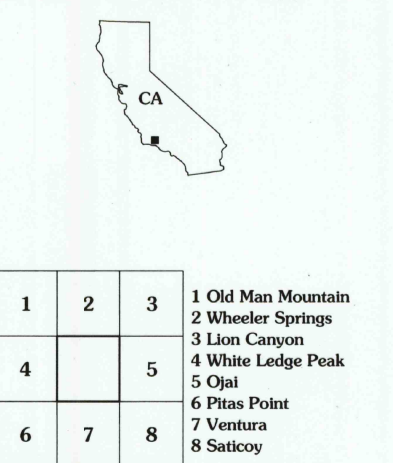 CA
1 2 3
4 5
6 7 8
1 Old Man Mountain
2 Wheeler Springs
3 Lion Canyon
4 White Ledge Peak
5 Ojai
6 Pitas Point
7 Ventura
8 Saticoy